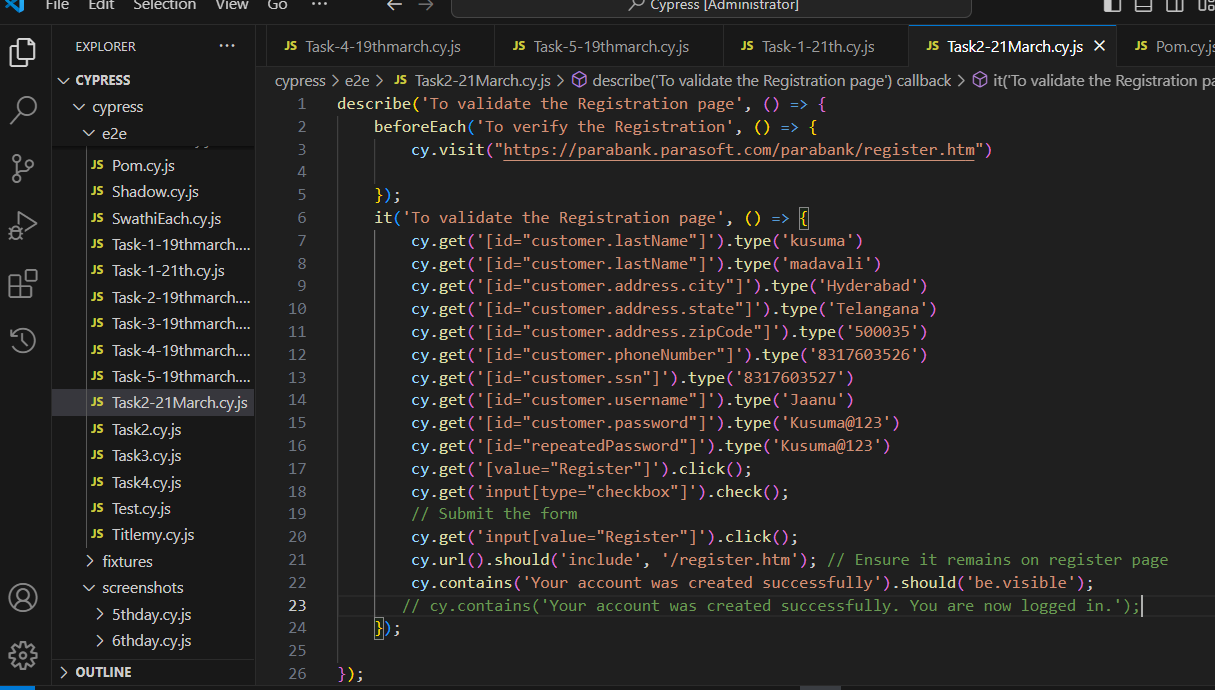 File Edit Selection View Go ··· Cypress [Administrator]
EXPLORER ···
JS Task-4-19thmarch.cy.js JS Task-5-19thmarch.cy.js JS Task-1-21th.cy.js JS Task2-21March.cy.js × JS Pom.cy.js
cypress > e2e > JS Task2-21March.cy.js > describe('To validate the Registration page') callback > it('To validate the Registration pa
CYPRESS
cypress
e2e
JS Pom.cy.js
JS Shadow.cy.js
JS SwathiEach.cy.js
JS Task-1-19thmarch....
JS Task-1-21th.cy.js
JS Task-2-19thmarch....
JS Task-3-19thmarch....
JS Task-4-19thmarch....
JS Task-5-19thmarch....
JS Task2-21March.cy.js
JS Task2.cy.js
JS Task3.cy.js
JS Task4.cy.js
JS Test.cy.js
JS Titlemy.cy.js
fixtures
screenshots
5thday.cy.js
6thday.cy.js
OUTLINE
1 describe('To validate the Registration page', () => {
2 beforeEach('To verify the Registration', () => {
3 cy.visit("https://parabank.parasoft.com/parabank/register.htm")
4
5 });
6 it('To validate the Registration page', () => {
7 cy.get('[id="customer.lastName"]').type('kusuma')
8 cy.get('[id="customer.lastName"]').type('madavali')
9 cy.get('[id="customer.address.city"]').type('Hyderabad')
10 cy.get('[id="customer.address.state"]').type('Telangana')
11 cy.get('[id="customer.address.zipCode"]').type('500035')
12 cy.get('[id="customer.phoneNumber"]').type('8317603526')
13 cy.get('[id="customer.ssn"]').type('8317603527')
14 cy.get('[id="customer.username"]').type('Jaanu')
15 cy.get('[id="customer.password"]').type('Kusuma@123')
16 cy.get('[id="repeatedPassword"]').type('Kusuma@123')
17 cy.get('[value="Register"]').click();
18 cy.get('input[type="checkbox"]').check();
19 // Submit the form
20 cy.get('input[value="Register"]').click();
21 cy.url().should('include', '/register.htm'); // Ensure it remains on register page
22 cy.contains('Your account was created successfully').should('be.visible');
23 // cy.contains('Your account was created successfully. You are now logged in.');
24 });
25
26 });